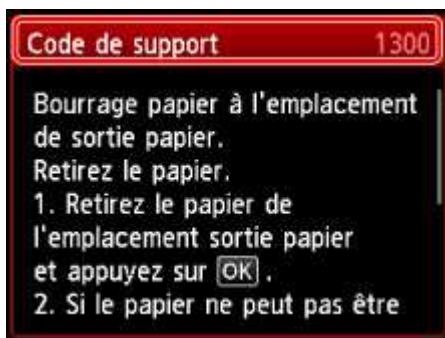 Code de support 1300
Bourrage papier à l'emplacement
de sortie papier.
Retirez le papier.
1. Retirez le papier de
l'emplacement sortie papier
et appuyez sur OK .
2. Si le papier ne peut pas être